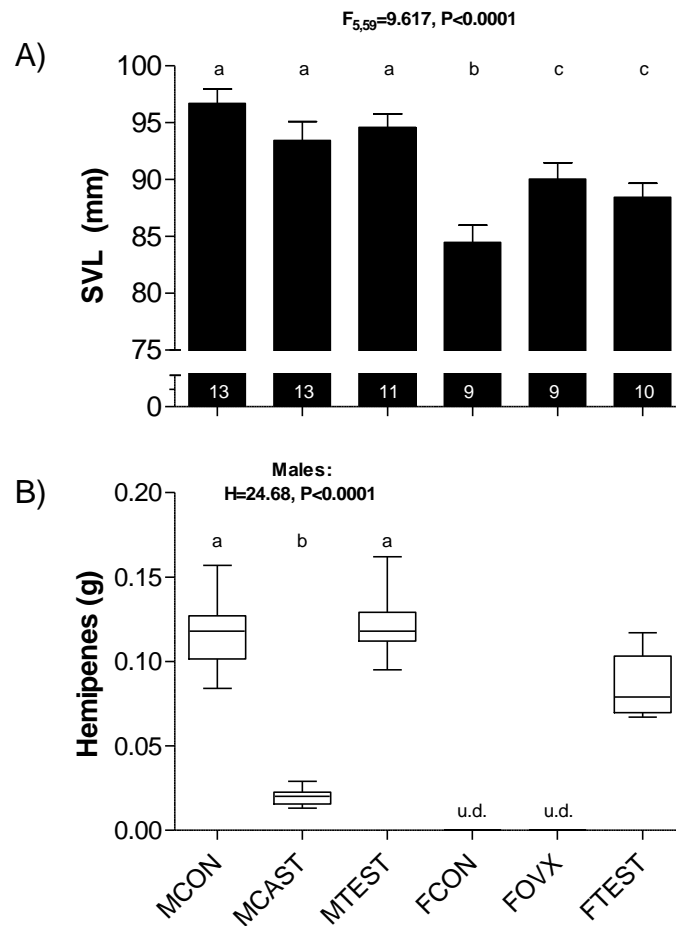 F5,59=9.617, P<0.0001
A)
100
95
90
85
80
75
0
SVL (mm)
a a a b c c
13 13 11 9 9 10
B)
Males:
H=24.68, P<0.0001
0.20
0.15
0.10
0.05
0.00
Hemipenes (g)
a b a
u.d. u.d.
MCON MCAST MTEST FCON FOVX FTEST